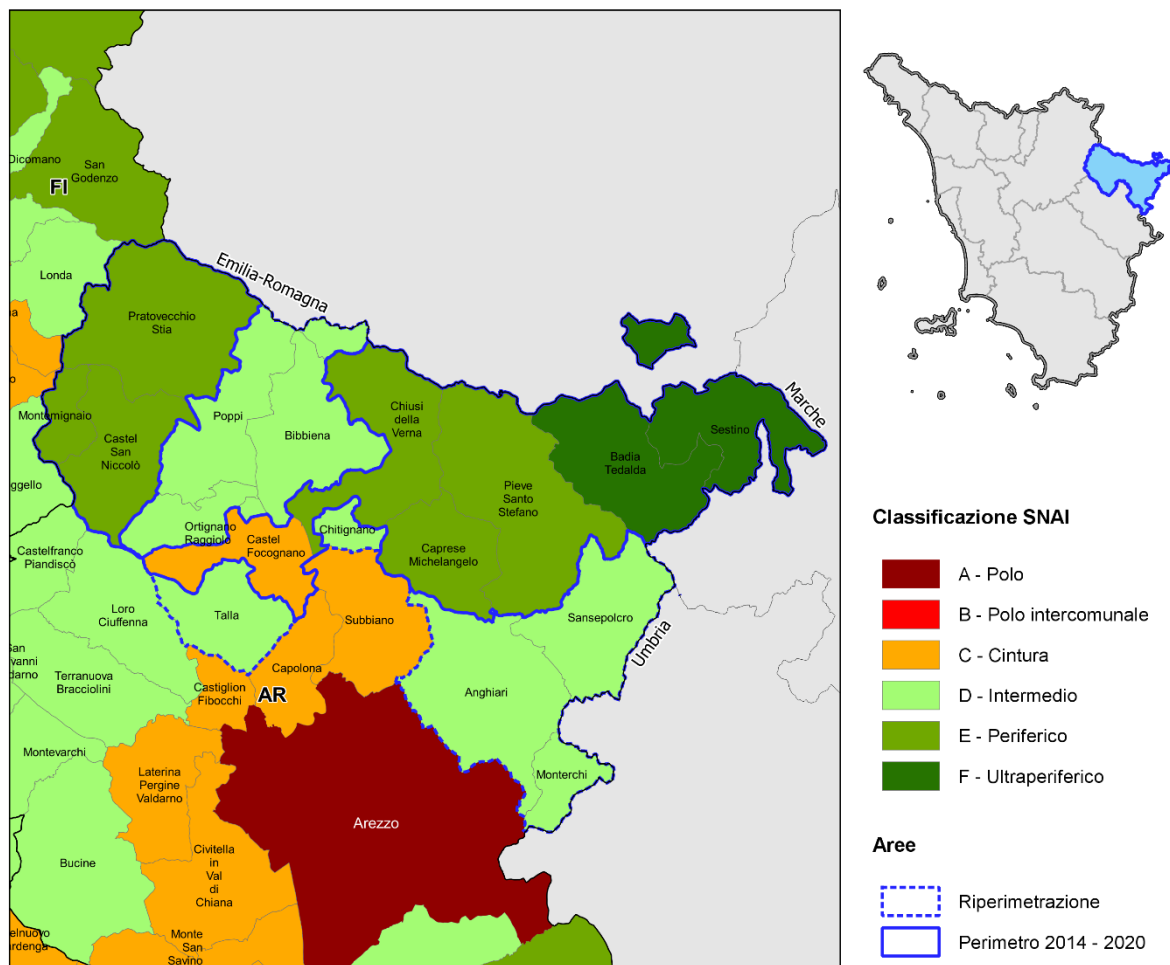 Dicomano
San
Godenzo
FI
Londa
Emilia-Romagna
Pratovecchio
Stia
Marche
Montemignaio
Castel
San
Niccolò
Poppi
Bibbiena
Chiusi
della
Verna
Sestino
Badia
Tedalda
Pieve
Santo
Stefano
Ortignano
Raggiolo
Castel
Focognano
Chitignano
Caprese
Michelangelo
Castelfranco
Piandiscò
Loro
Ciuffenna
Talla
Subbiano
Sansepolcro
Umbria
Terranuova
Bracciolini
Capolona
Castiglion
Fibocchi
AR
Anghiari
Montevarchi
Laterina
Pergine
Valdarno
Monterchi
Arezzo
Bucine
Civitella
in
Val
di
Chiana
Monte
San
Savino
Classificazione SNAI
A - Polo
B - Polo intercomunale
C - Cintura
D - Intermedio
E - Periferico
F - Ultraperiferico
Aree
Riperimetrazione
Perimetro 2014 - 2020